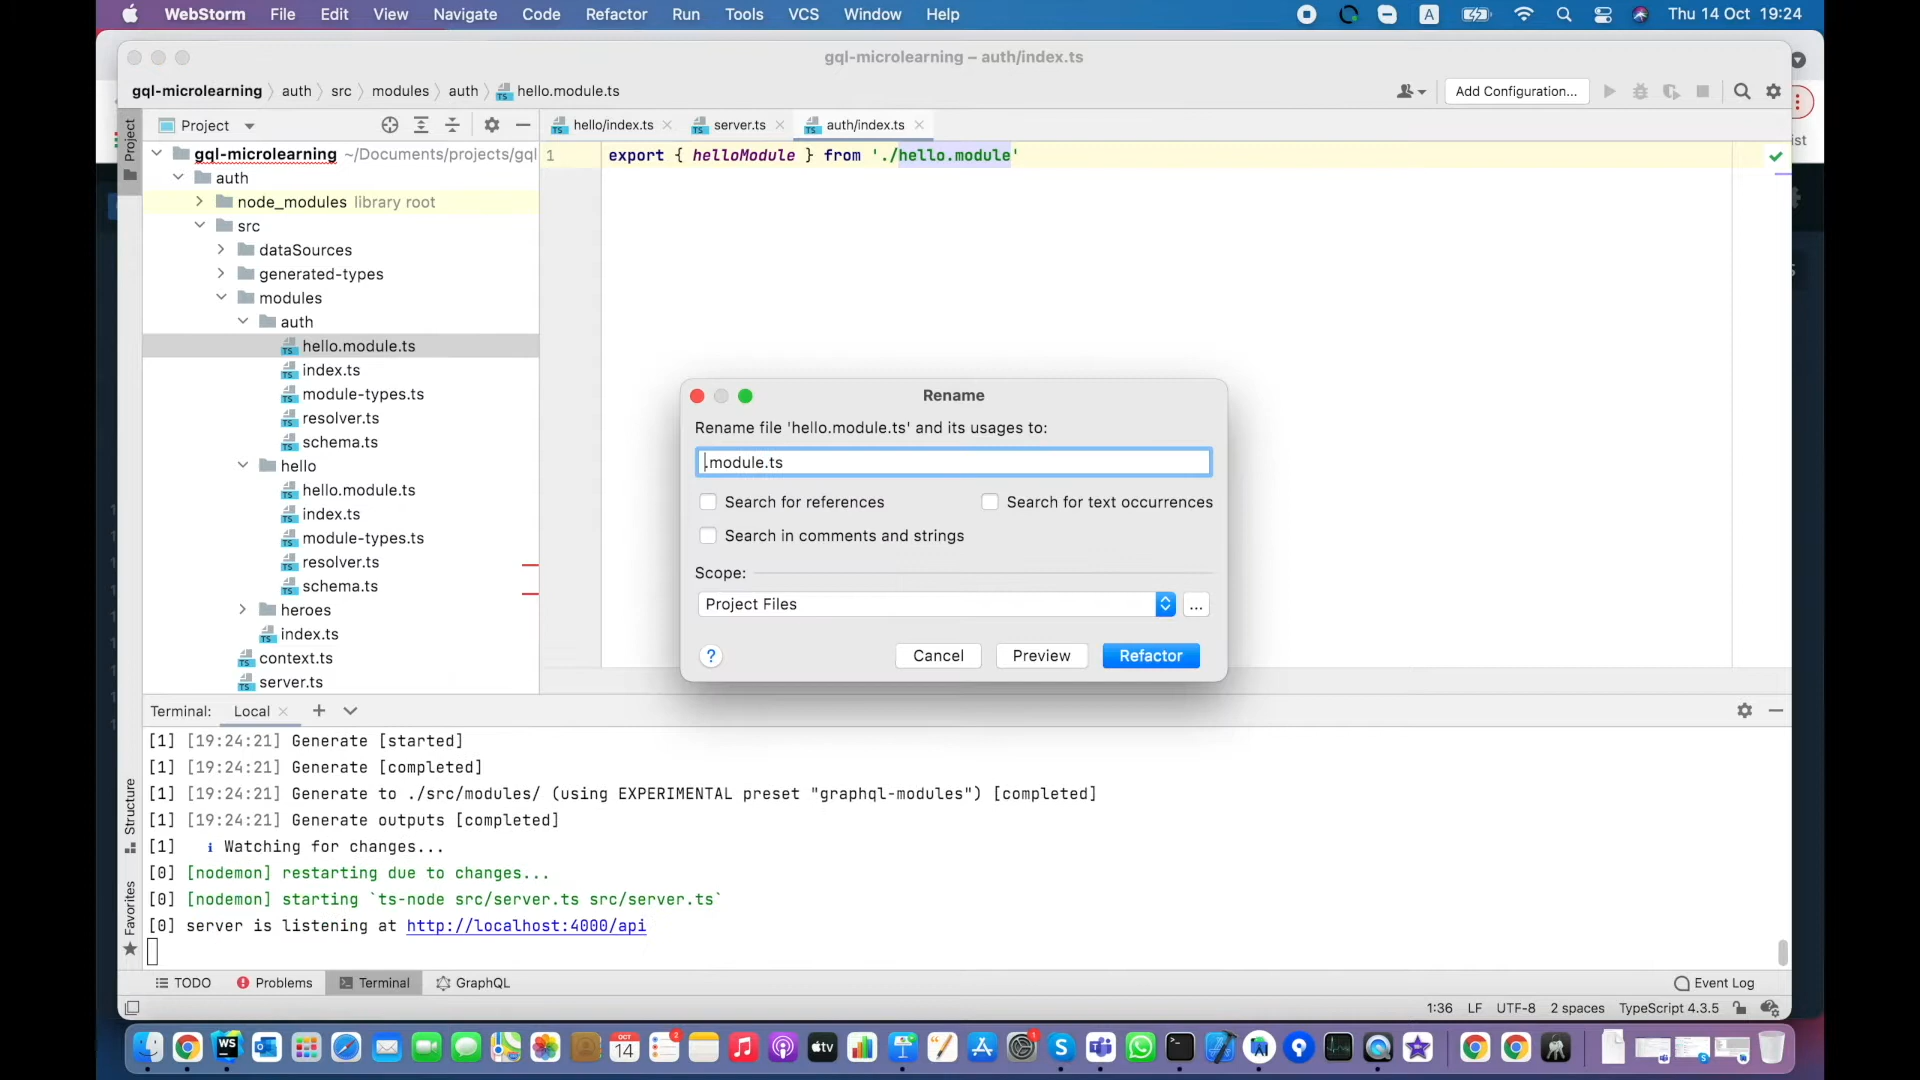 WebStorm File Edit View Navigate Code Refactor Run Tools VCS Window Help A Thu 14 Oct 19:24
gql-microlearning – auth/index.ts
gql-microlearning auth src modules auth hello.module.ts Add Configuration...
Project hello/index.ts server.ts auth/index.ts
Project
ist
gql-microlearning ~/Documents/projects/gql 1 export { helloModule } from './hello.module'
auth
node_modules library root
src
dataSources
generated-types
modules
auth
hello.module.ts
index.ts
module-types.ts
resolver.ts
schema.ts
hello
hello.module.ts
index.ts
module-types.ts
resolver.ts
schema.ts
heroes
index.ts
context.ts
server.ts
Rename
Rename file 'hello.module.ts' and its usages to:
.module.ts
Search for references Search for text occurrences
Search in comments and strings
Scope:
Project Files ...
? Cancel Preview Refactor
Terminal: Local
[1] [19:24:21] Generate [started]
[1] [19:24:21] Generate [completed]
[1] [19:24:21] Generate to ./src/modules/ (using EXPERIMENTAL preset "graphql-modules") [completed]
[1] [19:24:21] Generate outputs [completed]
[1] i Watching for changes...
[0] [nodemon] restarting due to changes...
[0] [nodemon] starting `ts-node src/server.ts src/server.ts`
[0] server is listening at http://localhost:4000/api
Structure
Favorites
TODO Problems Terminal GraphQL Event Log
1:36 LF UTF-8 2 spaces TypeScript 4.3.5
WS OCT 14 2 tv 1